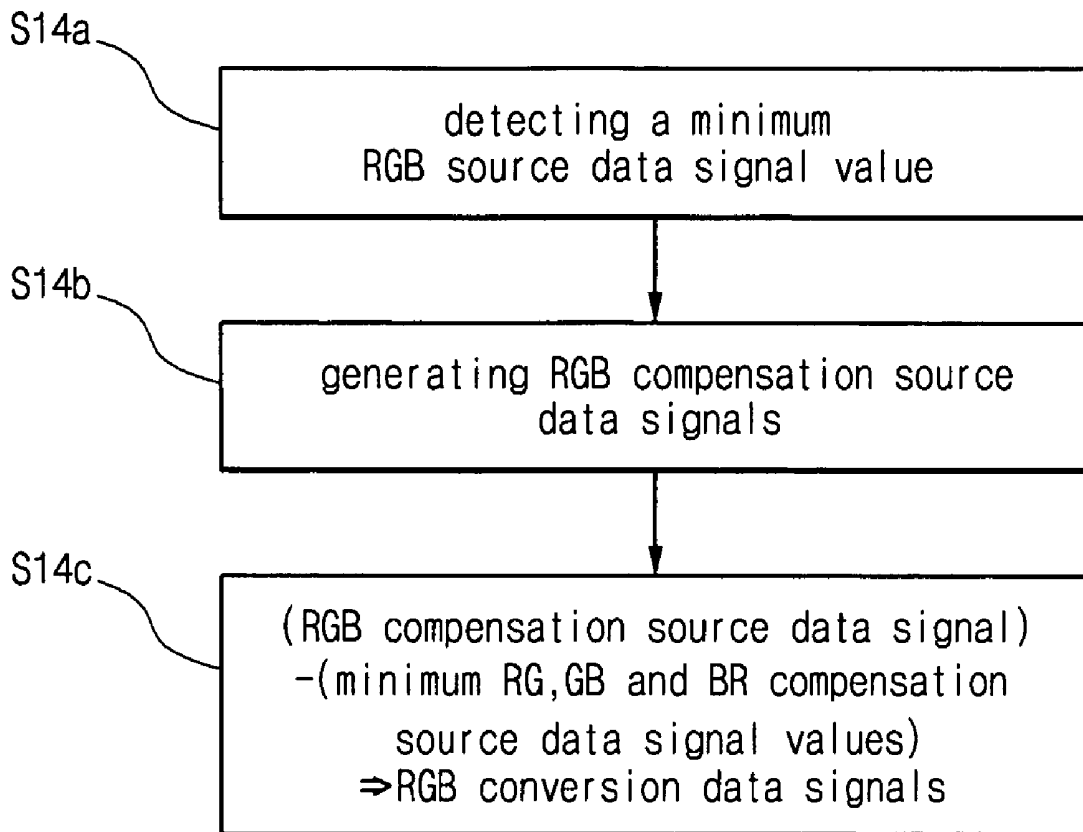 S14a
detecting a minimum
RGB source data signal value
S14b
generating RGB compensation source
data signals
S14c
(RGB compensation source data signal)
-(minimum RG,GB and BR compensation
source data signal values)
⇒RGB conversion data signals